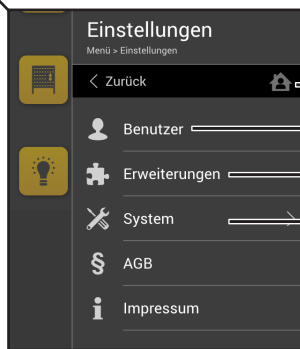 Einstellungen
Menü > Einstellungen
Zurück
Benutzer
Erweiterungen
System
§ AGB
Impressum